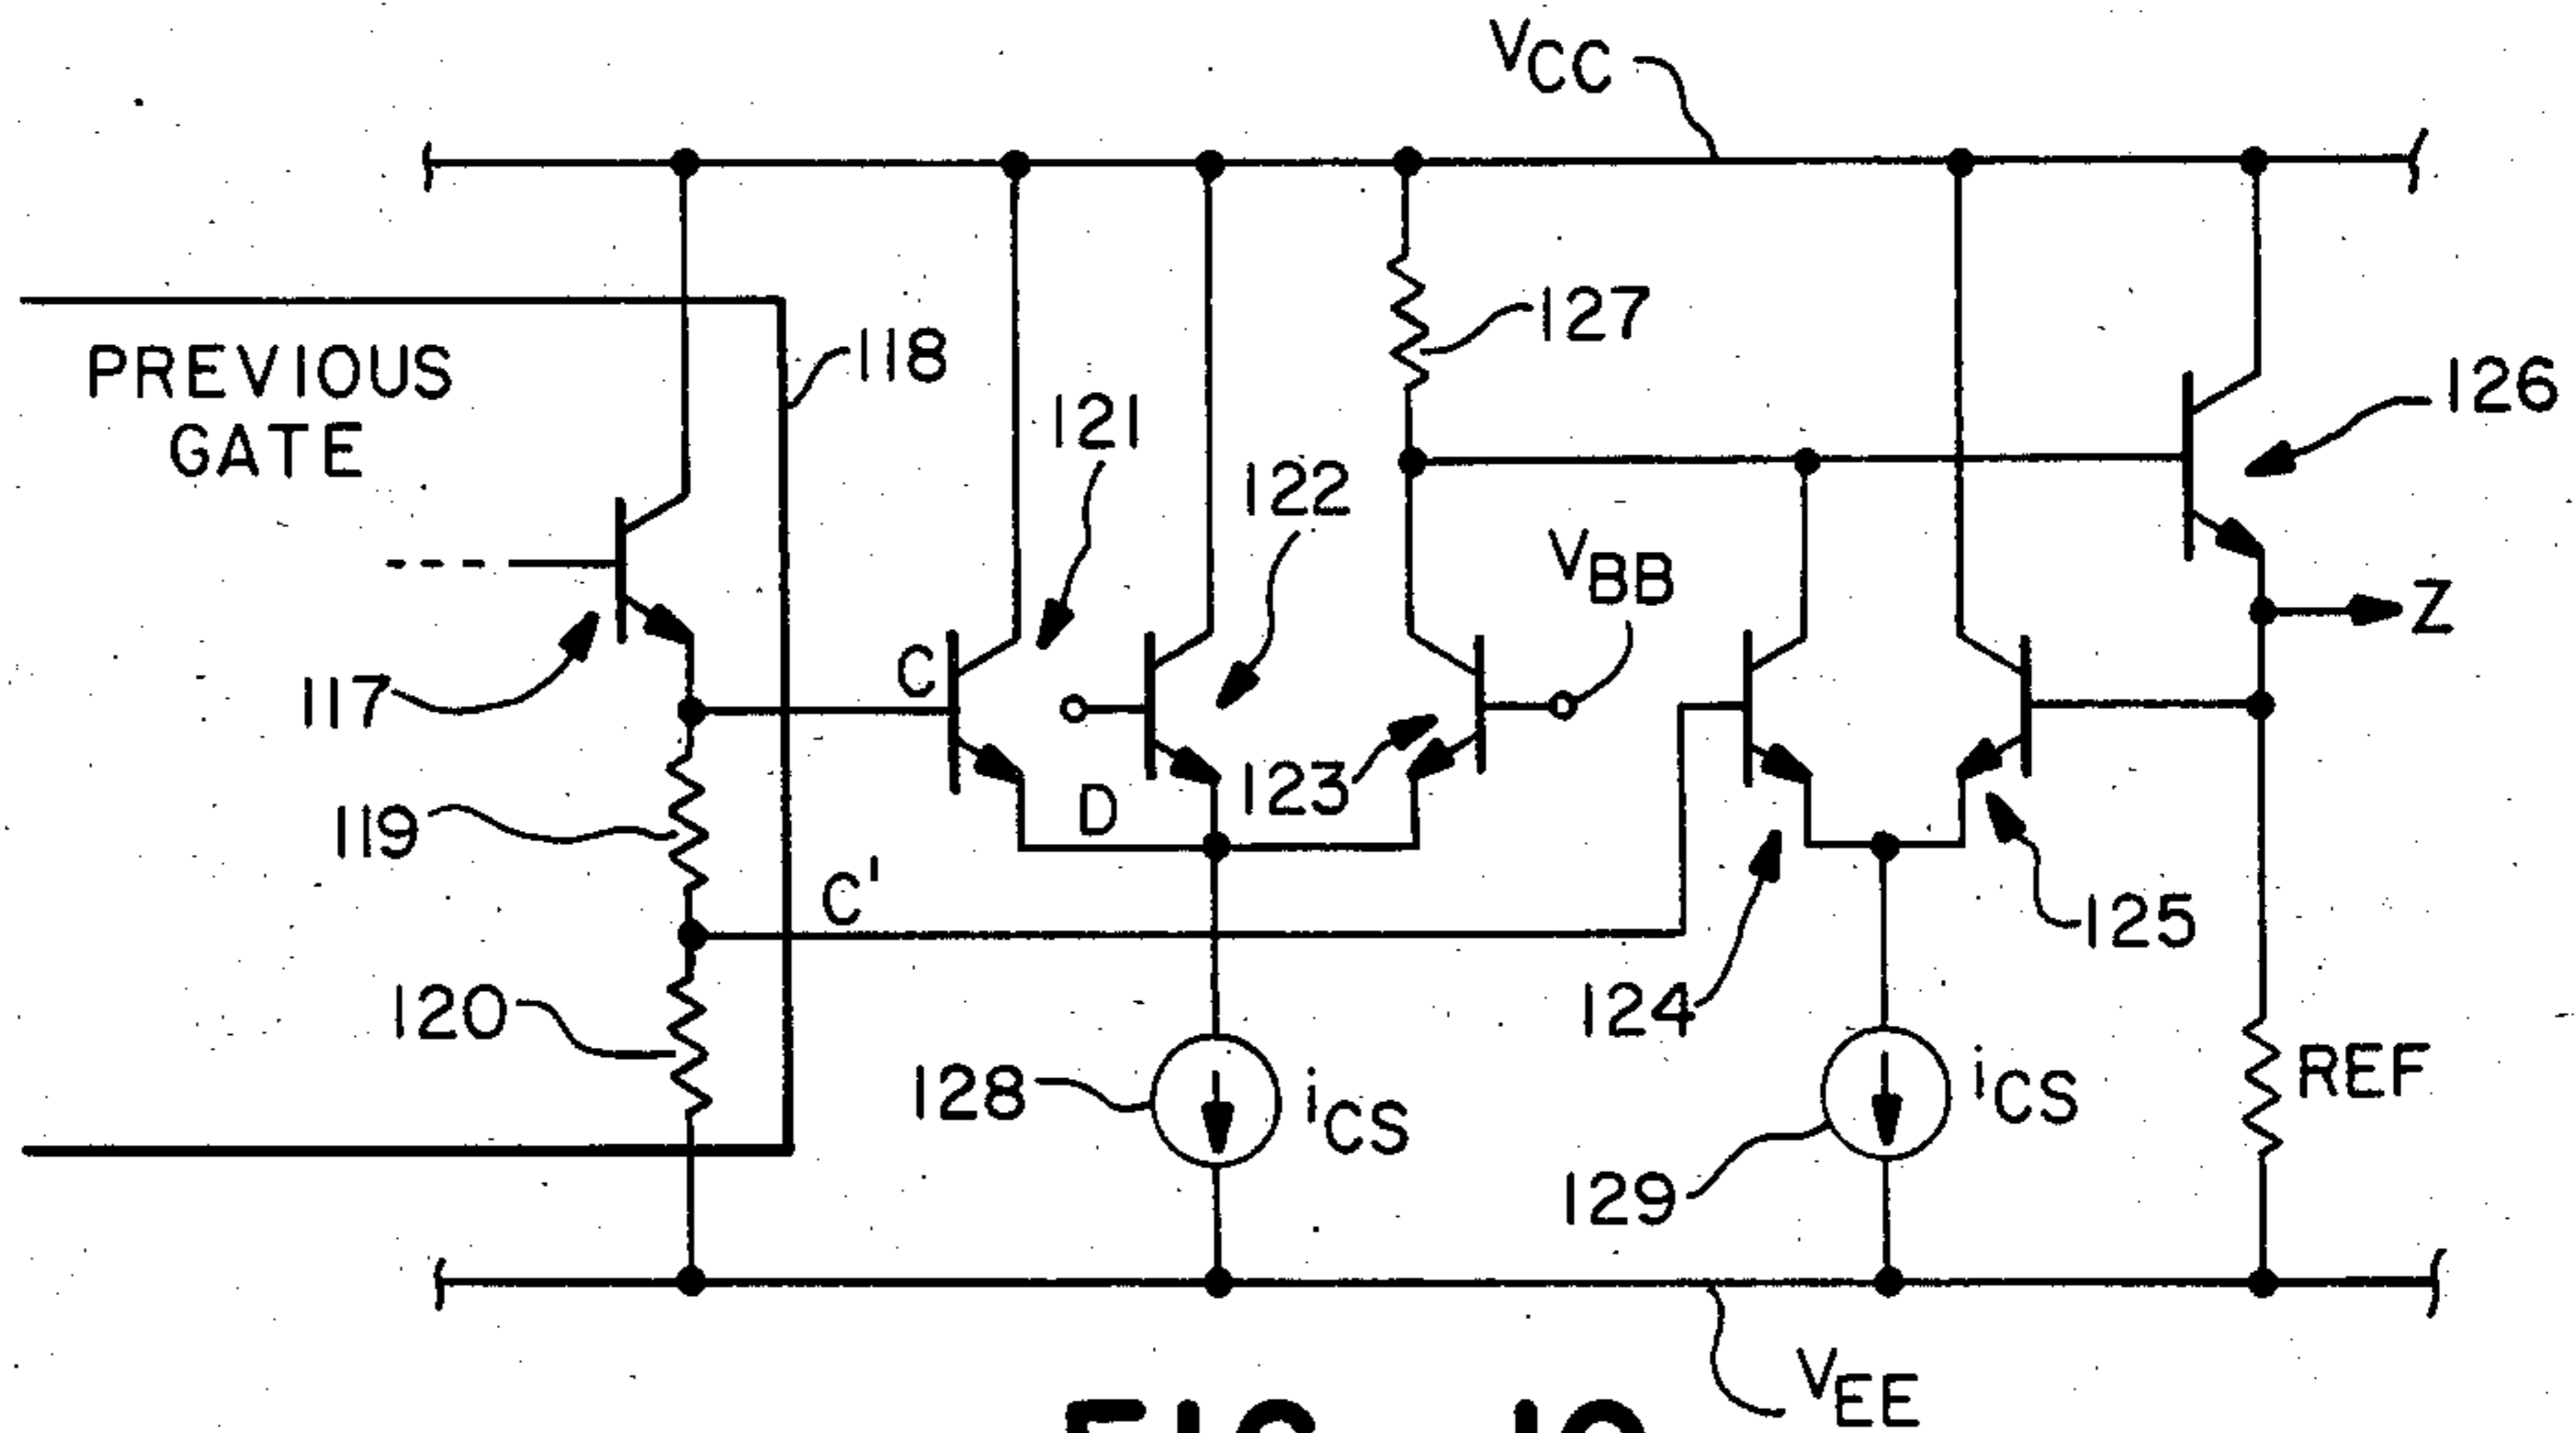 VCC
PREVIOUS
GATE
118
121
122
127
126
VBB
Z
C
117
123
D
119
C'
125
124
120
128
iCS
iCS
REF
129
VEE